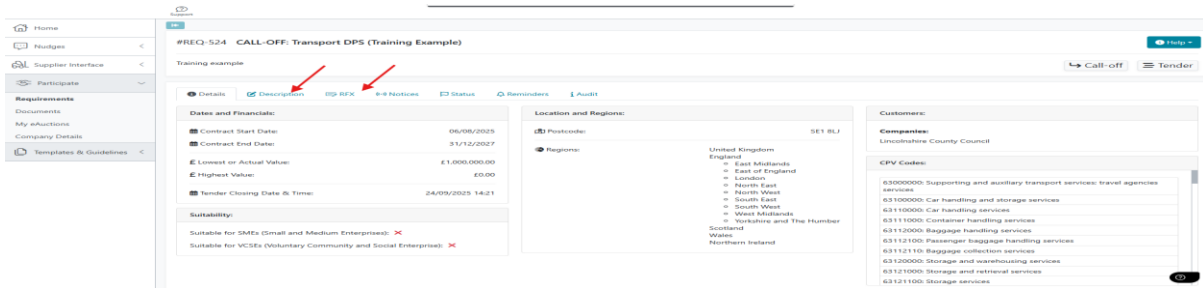 Support
Home
Nudges
Supplier Interface
Participate
Requirements
Documents
My eAuctions
Company Details
Templates & Guidelines
#REQ-524 CALL-OFF: Transport DPS (Training Example)
Help
Training example
Call-off Tender
Details Description RFX Notices Status Reminders Audit
Dates and Financials:
Contract Start Date: 06/08/2025
Contract End Date: 31/12/2027
£ Lowest or Actual Value: £1,000,000.00
£ Highest Value: £0.00
Tender Closing Date & Time: 24/09/2025 14:21
Suitability:
Suitable for SMEs (Small and Medium Enterprises):
Suitable for VCSEs (Voluntary Community and Social Enterprise):
Location and Regions:
Postcode: SE1 8LJ
Regions: United Kingdom
England
East Midlands
East of England
London
North East
North West
South East
South West
West Midlands
Yorkshire and The Humber
Scotland
Wales
Northern Ireland
Customers:
Companies:
Lincolnshire County Council
CPV Codes:
63000000: Supporting and auxiliary transport services; travel agencies
services
63100000: Car handling and storage services
63110000: Car handling services
63111000: Container handling services
63112000: Baggage handling services
63112100: Passenger baggage handling services
63112110: Baggage collection services
63120000: Storage and warehousing services
63121000: Storage and retrieval services
63121100: Storage services